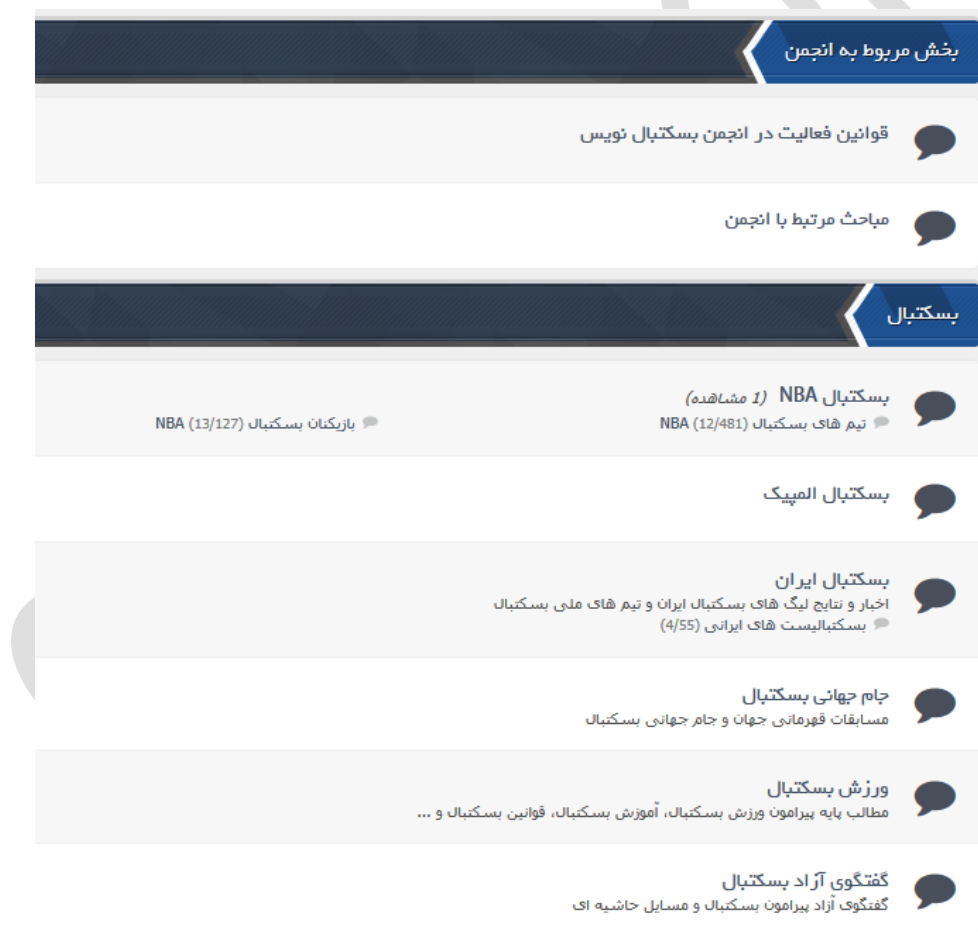 بخش مربوط به انجمن
قوانین فعالیت در انجمن بسکتبال نویس
مباحث مرتبط با انجمن
بسکتبال
بسکتبال NBA (1 مشاهده)
تیم های بسکتبال NBA (12/481) بازیکنان بسکتبال NBA (13/127)
بسکتبال المپیک
بسکتبال ایران
اخبار و نتایج لیگ های بسکتبال ایران و تیم های ملی بسکتبال
بسکتبالیست های ایرانی (4/55)
جام جهانی بسکتبال
مسابقات قهرمانی جهان و جام جهانی بسکتبال
ورزش بسکتبال
مطالب پایه پیرامون ورزش بسکتبال، آموزش بسکتبال، قوانین بسکتبال و ...
گفتگوی آزاد بسکتبال
گفتگوی آزاد پیرامون بسکتبال و مسایل حاشیه ای